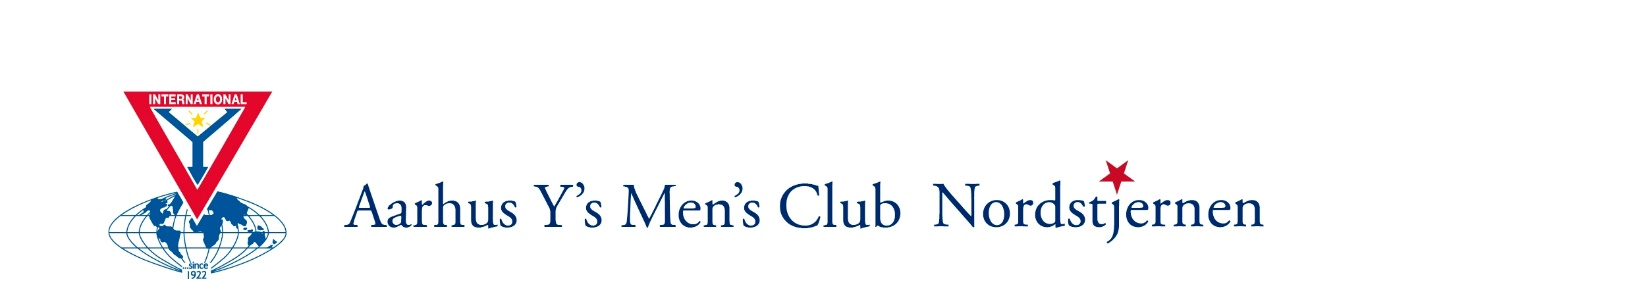 INTERNATIONAL
Y
Aarhus Y’s Men’s Club Nordstjernen
...since
1922